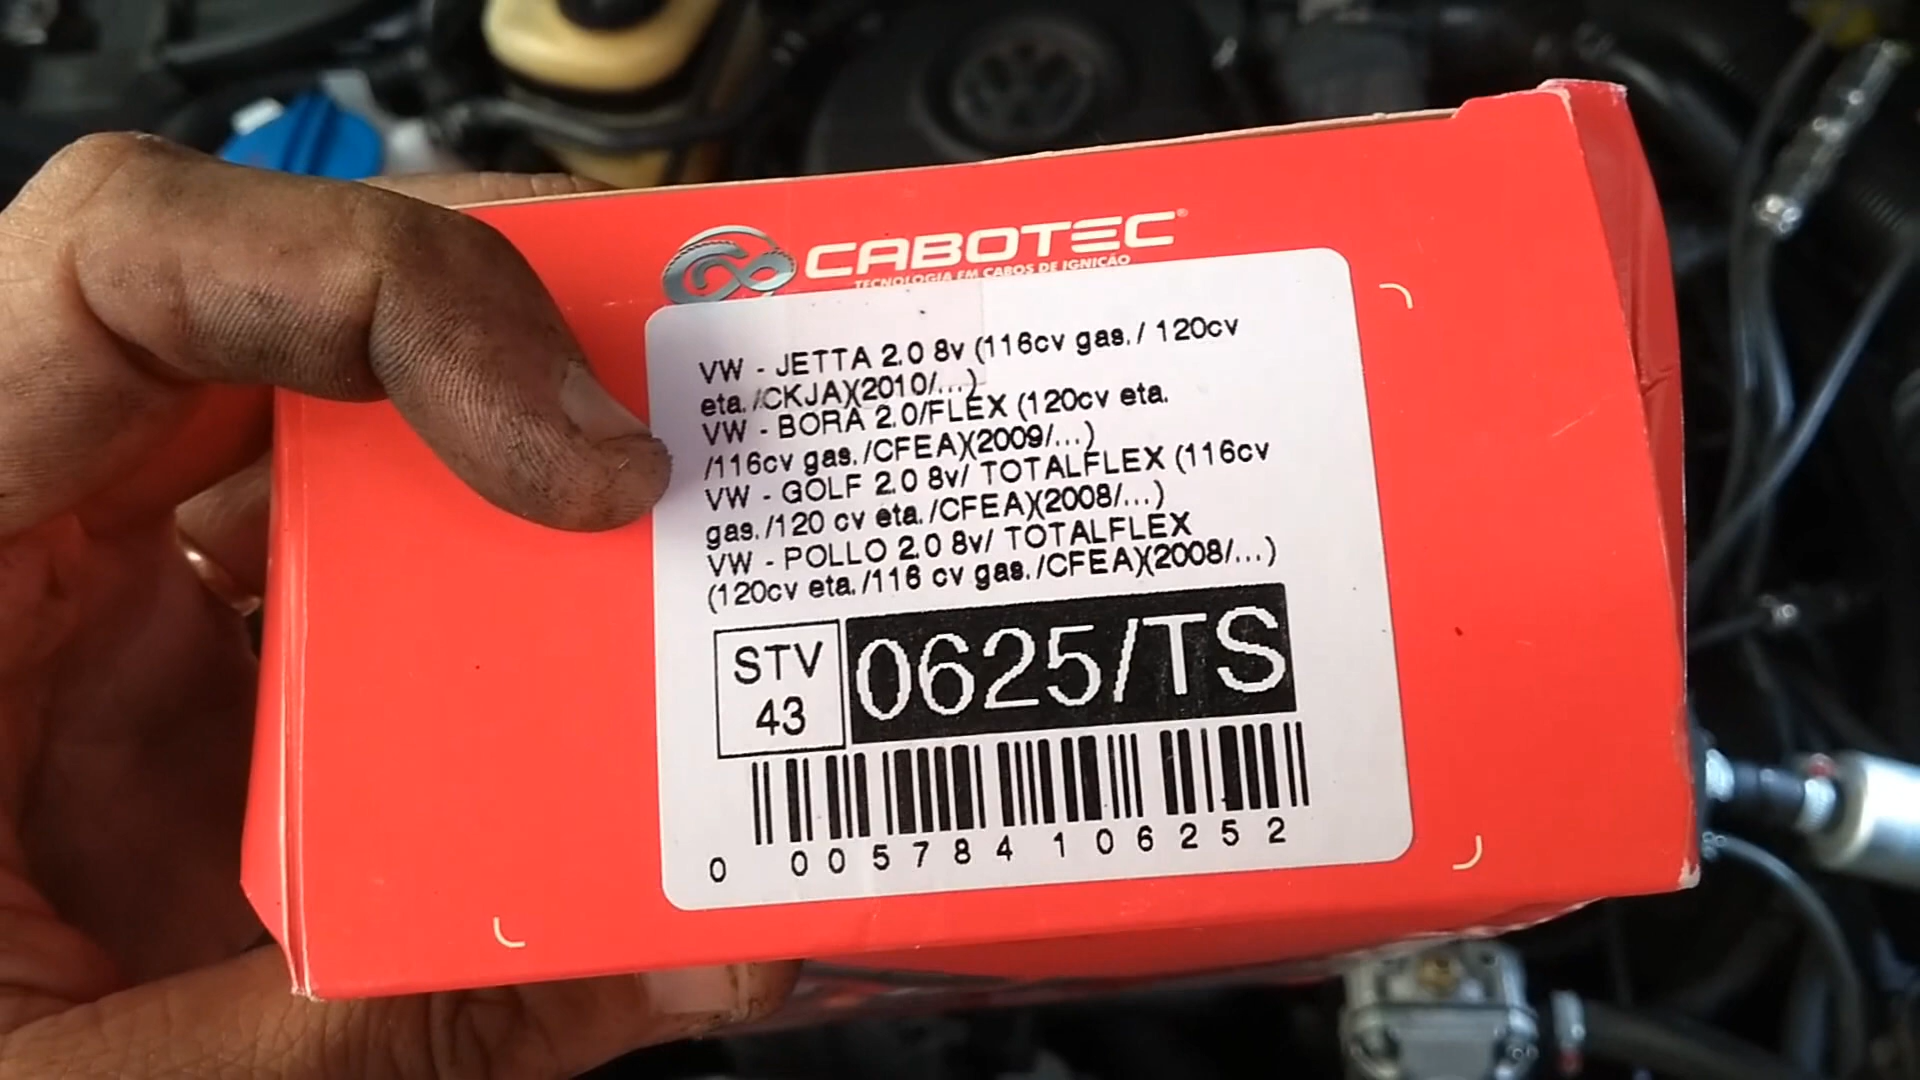 CABOTEC®
TECNOLOGIA EM CABOS DE IGNIÇÃO
VW - JETTA 2.0 8v (116cv gas./ 120cv
eta./CKJA)(2010/...)
VW - BORA 2.0/FLEX (120cv eta.
/116cv gas./CFEA)(2009/...)
VW - GOLF 2.0 8v/ TOTALFLEX (116cv
gas./120 cv eta./CFEA)(2008/...)
VW - POLLO 2.0 8v/ TOTALFLEX
(120cv eta./116 cv gas./CFEA)(2008/...)
STV
43
0625/TS
0 005784 106252